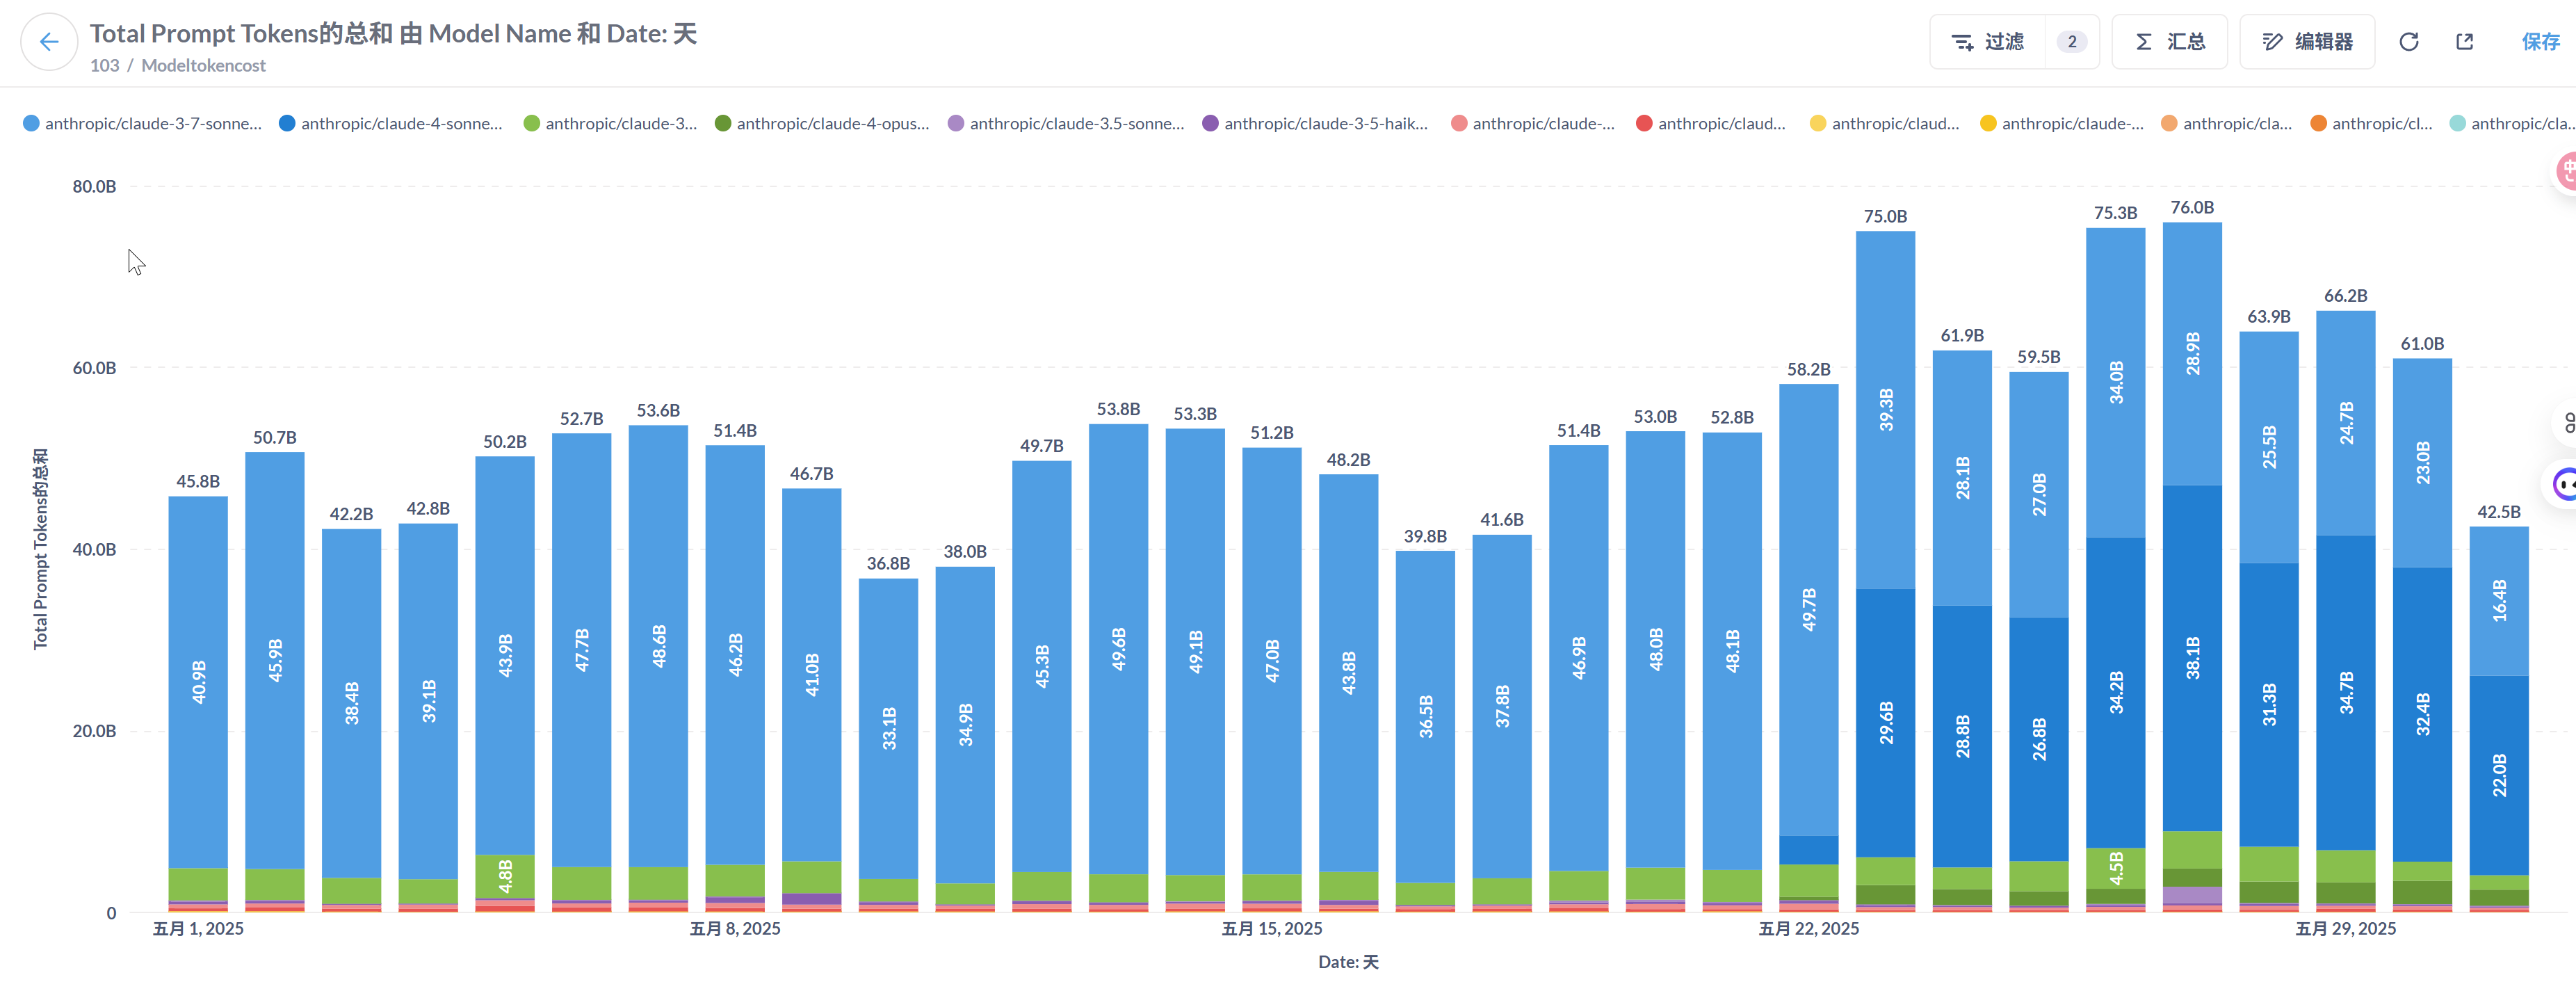 Total Prompt Tokens的总和 由 Model Name 和 Date: 天
103 / Modeltokencost
过滤 2 汇总 编辑器 保存
anthropic/claude-3-7-sonne... anthropic/claude-4-sonne... anthropic/claude-3... anthropic/claude-4-opus... anthropic/claude-3.5-sonne... anthropic/claude-3-5-haik... anthropic/claude-... anthropic/claud... anthropic/claud... anthropic/claude-... anthropic/cla... anthropic/cl... anthropic/cla...
Total Prompt Tokens的总和
80.0B
60.0B
40.0B
20.0B
0
45.8B
40.9B
50.7B
45.9B
42.2B
38.4B
42.8B
39.1B
50.2B
43.9B
4.8B
52.7B
47.7B
53.6B
48.6B
51.4B
46.2B
46.7B
41.0B
36.8B
33.1B
38.0B
34.9B
49.7B
45.3B
53.8B
49.6B
53.3B
49.1B
51.2B
47.0B
48.2B
43.8B
39.8B
36.5B
41.6B
37.8B
51.4B
46.9B
53.0B
48.0B
52.8B
48.1B
58.2B
49.7B
75.0B
39.3B
29.6B
61.9B
28.1B
28.8B
59.5B
27.0B
26.8B
75.3B
34.0B
34.2B
4.5B
76.0B
28.9B
38.1B
63.9B
25.5B
31.3B
66.2B
24.7B
34.7B
61.0B
23.0B
32.4B
42.5B
16.4B
22.0B
五月 1, 2025 五月 8, 2025 五月 15, 2025 五月 22, 2025 五月 29, 2025
Date: 天